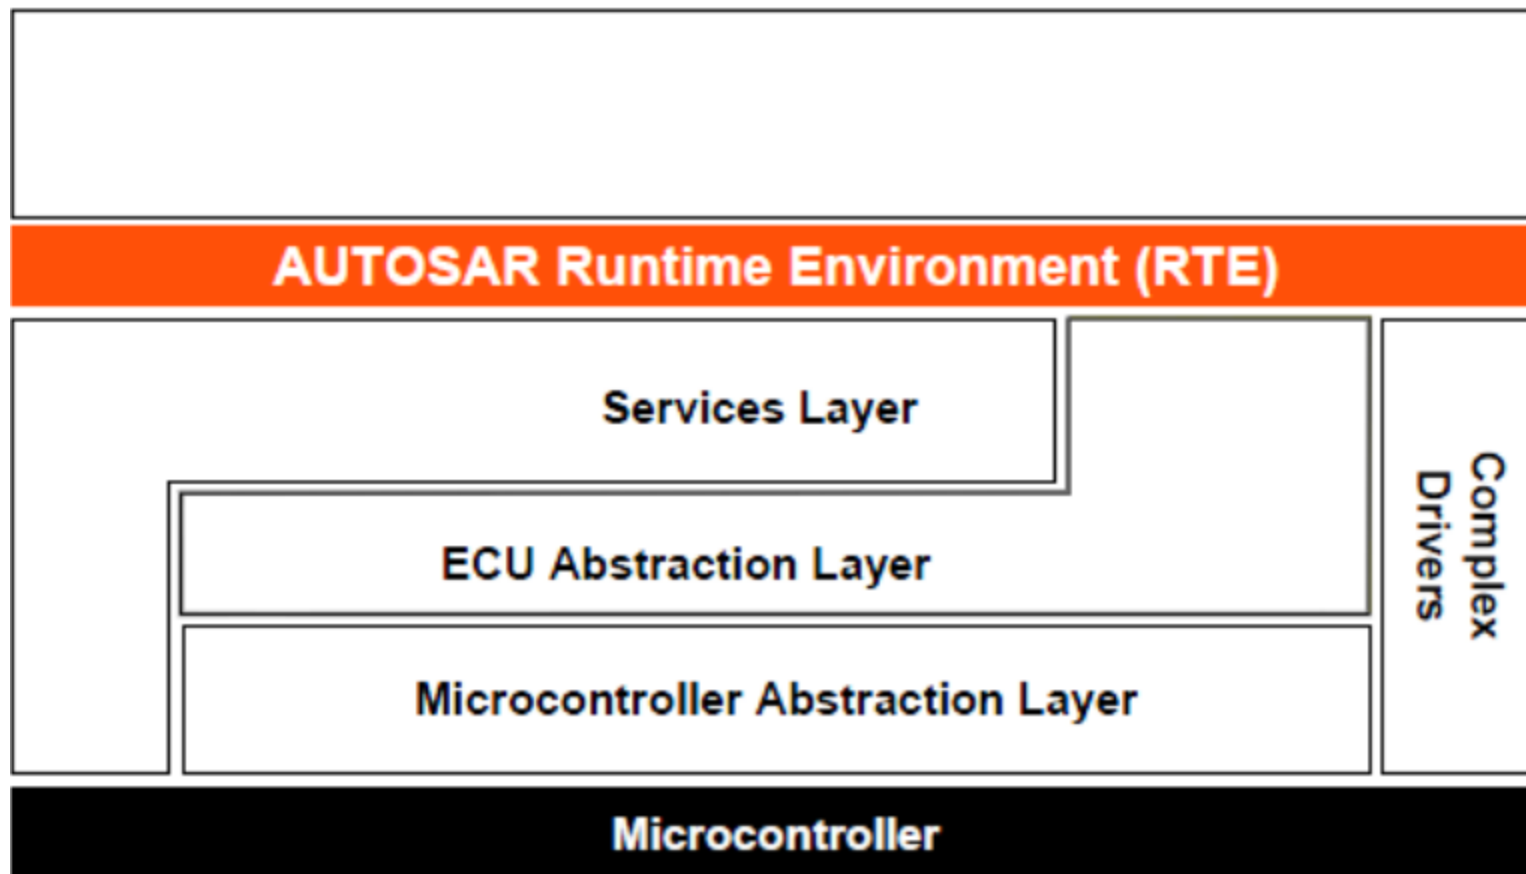 AUTOSAR Runtime Environment (RTE)
Services Layer
ECU Abstraction Layer
Microcontroller Abstraction Layer
Complex
Drivers
Microcontroller